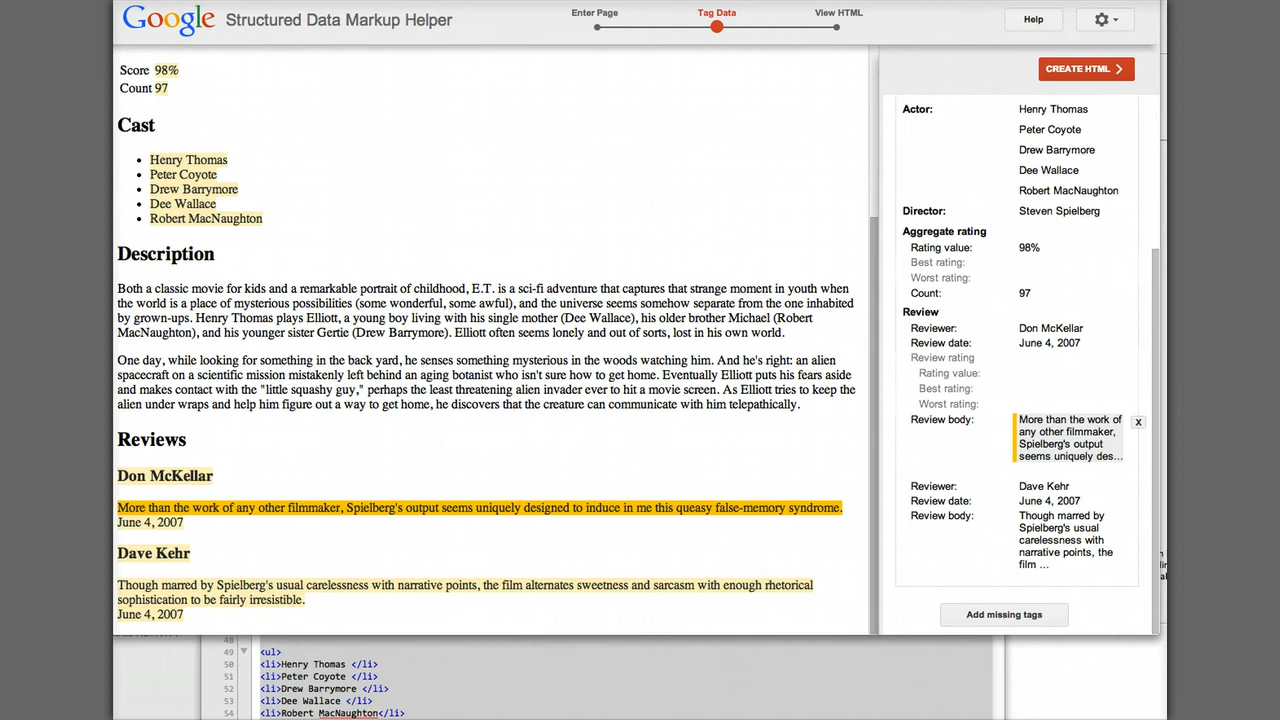 Google Structured Data Markup Helper
Enter Page
Tag Data
View HTML
Help
CREATE HTML
Score 98%
Count 97
Cast
Henry Thomas
Peter Coyote
Drew Barrymore
Dee Wallace
Robert MacNaughton
Description
Both a classic movie for kids and a remarkable portrait of childhood, E.T. is a sci-fi adventure that captures that strange moment in youth when
the world is a place of mysterious possibilities (some wonderful, some awful), and the universe seems somehow separate from the one inhabited
by grown-ups. Henry Thomas plays Elliott, a young boy living with his single mother (Dee Wallace), his older brother Michael (Robert
MacNaughton), and his younger sister Gertie (Drew Barrymore). Elliott often seems lonely and out of sorts, lost in his own world.
One day, while looking for something in the back yard, he senses something mysterious in the woods watching him. And he's right: an alien
spacecraft on a scientific mission mistakenly left behind an aging botanist who isn't sure how to get home. Eventually Elliott puts his fears aside
and makes contact with the "little squashy guy," perhaps the least threatening alien invader ever to hit a movie screen. As Elliott tries to keep the
alien under wraps and help him figure out a way to get home, he discovers that the creature can communicate with him telepathically.
Reviews
Don McKellar
More than the work of any other filmmaker, Spielberg's output seems uniquely designed to induce in me this queasy false-memory syndrome.
June 4, 2007
Dave Kehr
Though marred by Spielberg's usual carelessness with narrative points, the film alternates sweetness and sarcasm with enough rhetorical
sophistication to be fairly irresistible.
June 4, 2007
Actor: Henry Thomas
Peter Coyote
Drew Barrymore
Dee Wallace
Robert MacNaughton
Director: Steven Spielberg
Aggregate rating
Rating value: 98%
Best rating:
Worst rating:
Count: 97
Review
Reviewer: Don McKellar
Review date: June 4, 2007
Review rating
Rating value:
Best rating:
Worst rating:
Review body: More than the work of
any other filmmaker,
Spielberg's output
seems uniquely des...
X
Reviewer: Dave Kehr
Review date: June 4, 2007
Review body: Though marred by
Spielberg's usual
carelessness with
narrative points, the
film ...
Add missing tags
48
49 <ul>
50 <li>Henry Thomas </li>
51 <li>Peter Coyote </li>
52 <li>Drew Barrymore </li>
53 <li>Dee Wallace </li>
54 <li>Robert MacNaughton</li>